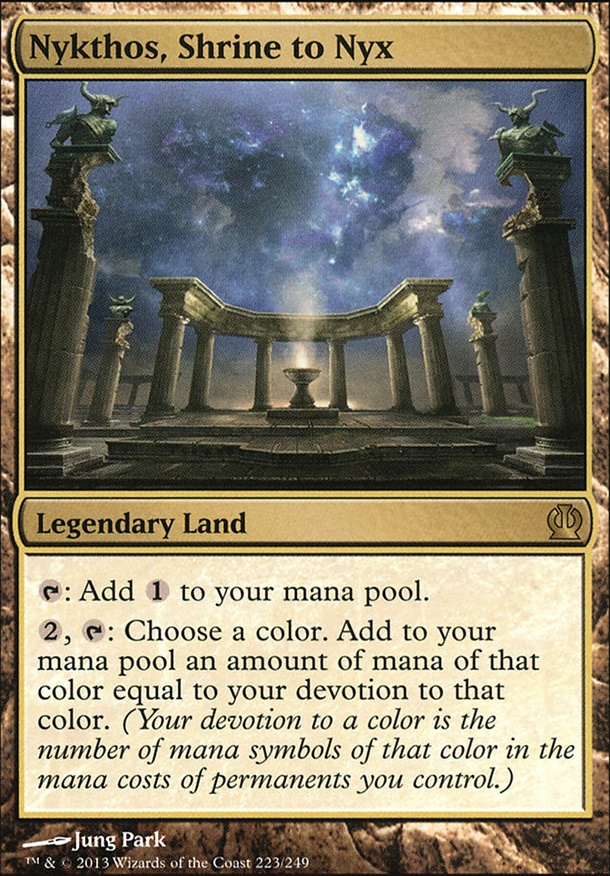 Nykthos, Shrine to Nyx
Legendary Land
: Add 1 to your mana pool.
2, : Choose a color. Add to your
mana pool an amount of mana of that
color equal to your devotion to that
color. (Your devotion to a color is the
number of mana symbols of that color in the
mana costs of permanents you control.)
Jung Park
™ & © 2013 Wizards of the Coast 223/249